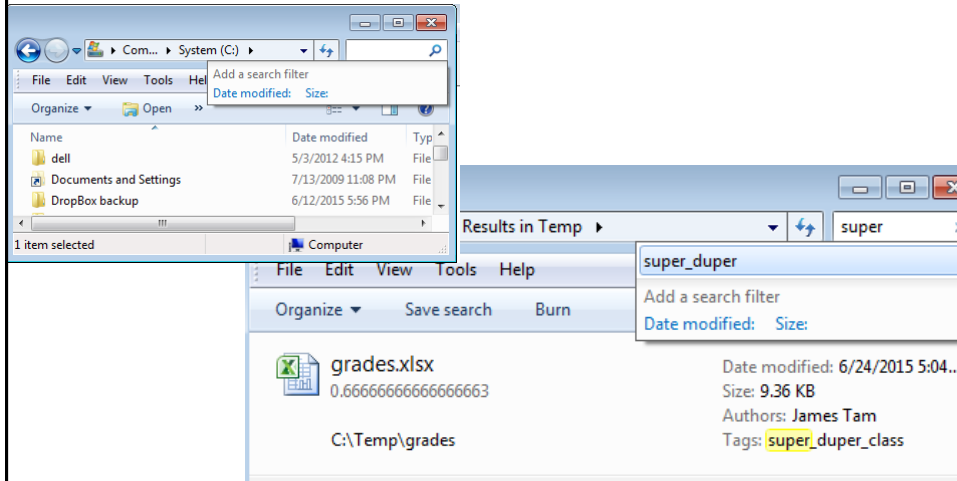 Com... System (C:)
Add a search filter
Date modified: Size:
File Edit View Tools Hel
Organize Open »
Name Date modified Typ
dell 5/3/2012 4:15 PM File
Documents and Settings 7/13/2009 11:08 PM File
DropBox backup 6/12/2015 5:56 PM File
1 item selected Computer
Results in Temp super
super_duper
Add a search filter
Date modified: Size:
File Edit View Tools Help
Organize Save search Burn
grades.xlsx Date modified: 6/24/2015 5:04...
0.66666666666666663 Size: 9.36 KB
Authors: James Tam
C:\Temp\grades Tags: super_duper_class